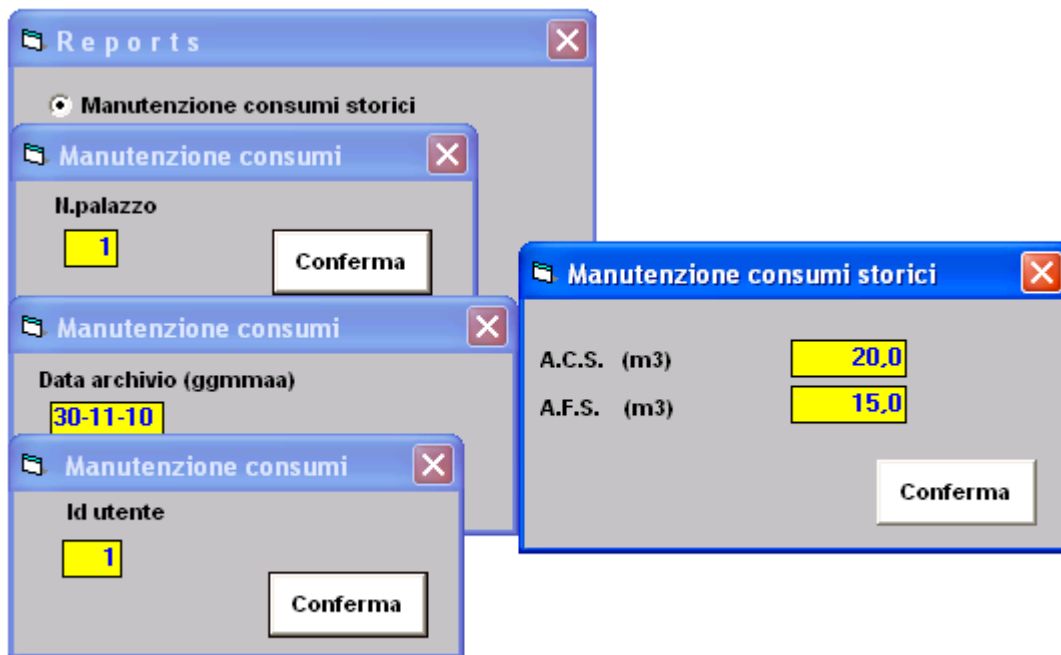 R e p o r t s
Manutenzione consumi storici
Manutenzione consumi
N.palazzo
1
Conferma
Manutenzione consumi
Data archivio (ggmmaa)
30-11-10
Manutenzione consumi
Id utente
1
Conferma
Manutenzione consumi storici
A.C.S. (m3) 20,0
A.F.S. (m3) 15,0
Conferma